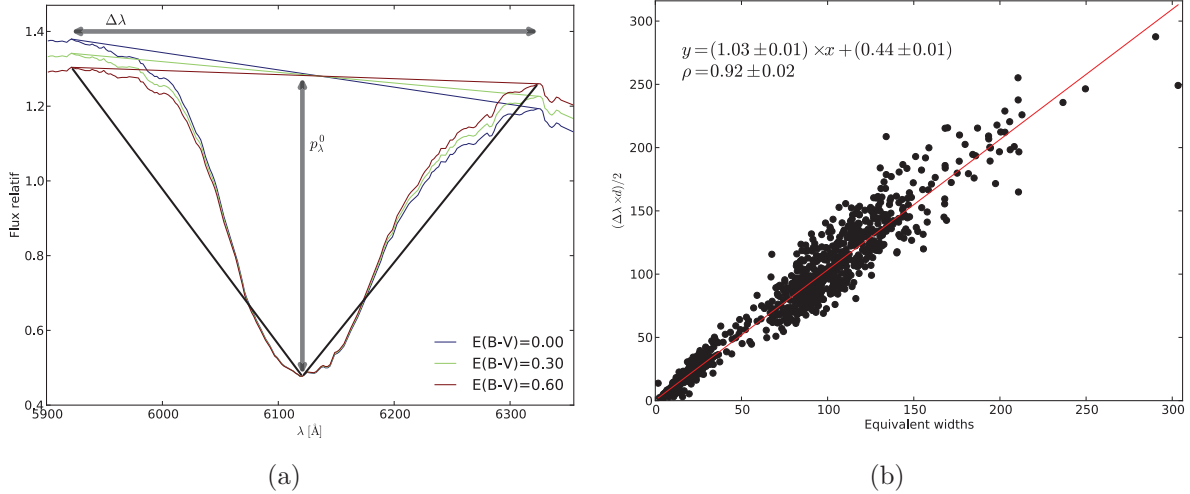 Δλ
1.4
1.2
1.0
0.8
0.6
0.4
Flux relatif
p_λ^0
E(B-V)=0.00
E(B-V)=0.30
E(B-V)=0.60
5900
6000
6100
6200
6300
λ [Å]
(a)
y=(1.03±0.01) ×x+(0.44±0.01)
ρ=0.92±0.02
300
250
200
150
100
50
0
(Δλ×d)/2
0
50
100
150
200
250
300
Equivalent widths
(b)